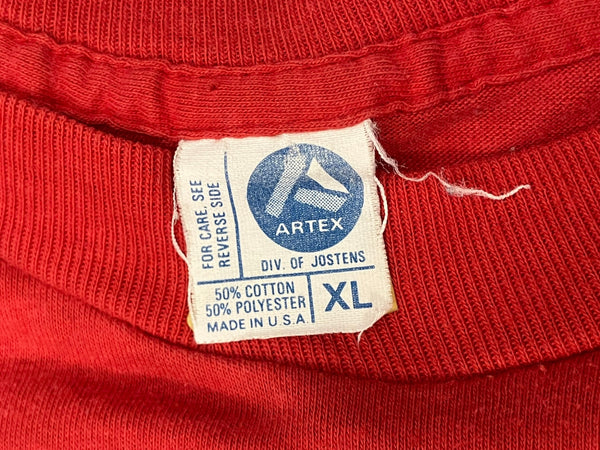 FOR CARE, SEE
REVERSE SIDE
ARTEX
DIV. OF JOSTENS
50% COTTON
50% POLYESTER
MADE IN U.S.A
XL